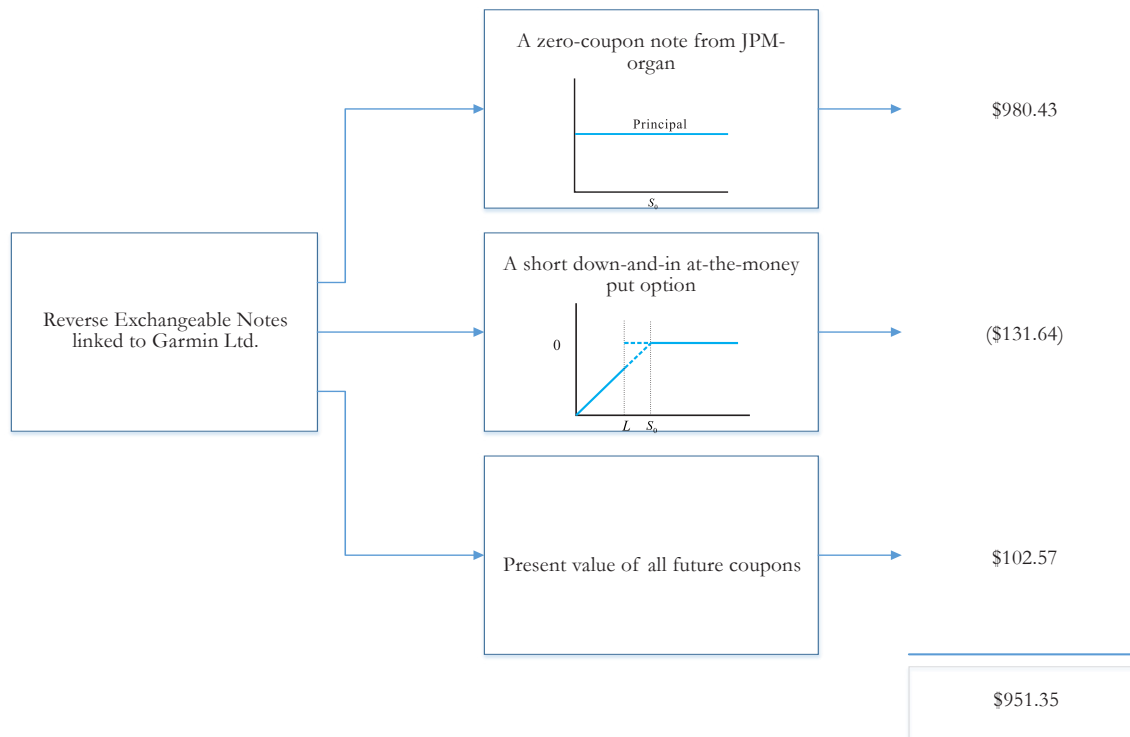 A zero-coupon note from JPM-
organ
Principal
S₀
$980.43
Reverse Exchangeable Notes
linked to Garmin Ltd.
A short down-and-in at-the-money
put option
0
L S₀
($131.64)
Present value of all future coupons
$102.57
$951.35